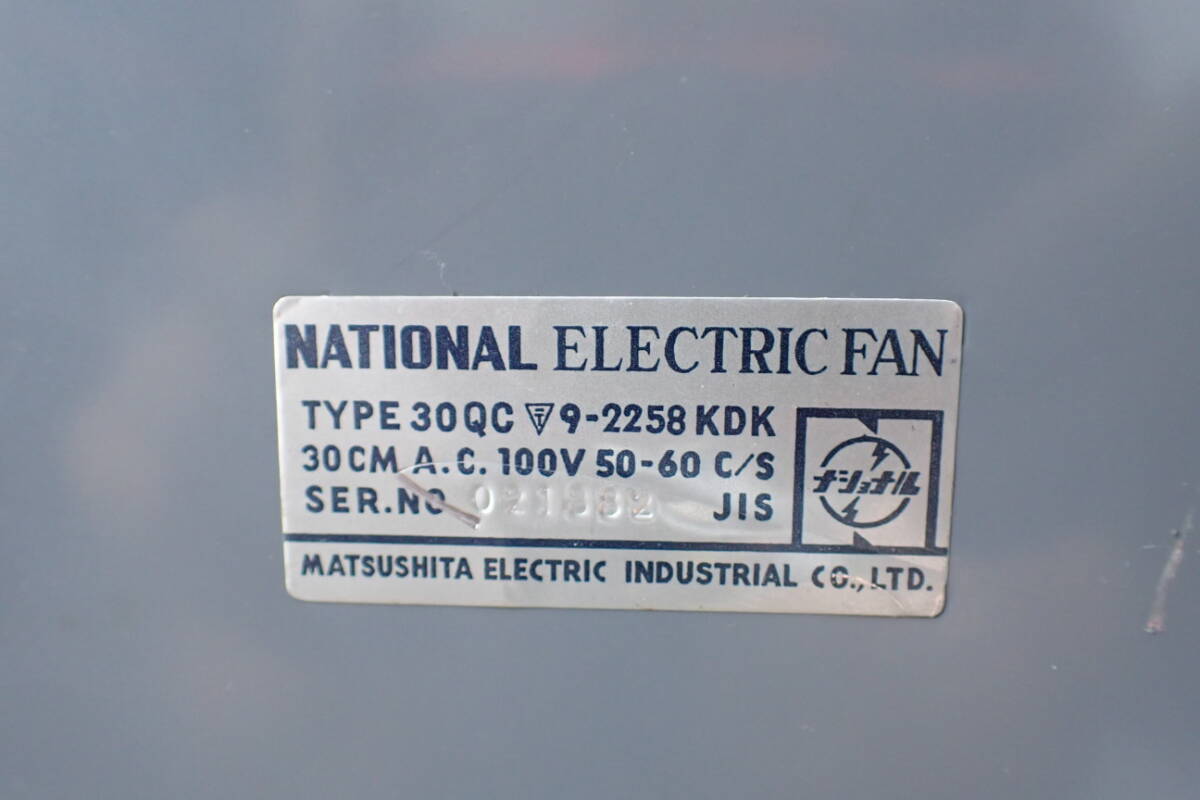 NATIONAL ELECTRIC FAN
TYPE 30QC 〒 9-2258 KDK
30CM A.C. 100V 50-60 C/S
SER.NO 021982 JIS
ナショナル
MATSUSHITA ELECTRIC INDUSTRIAL CO., LTD.